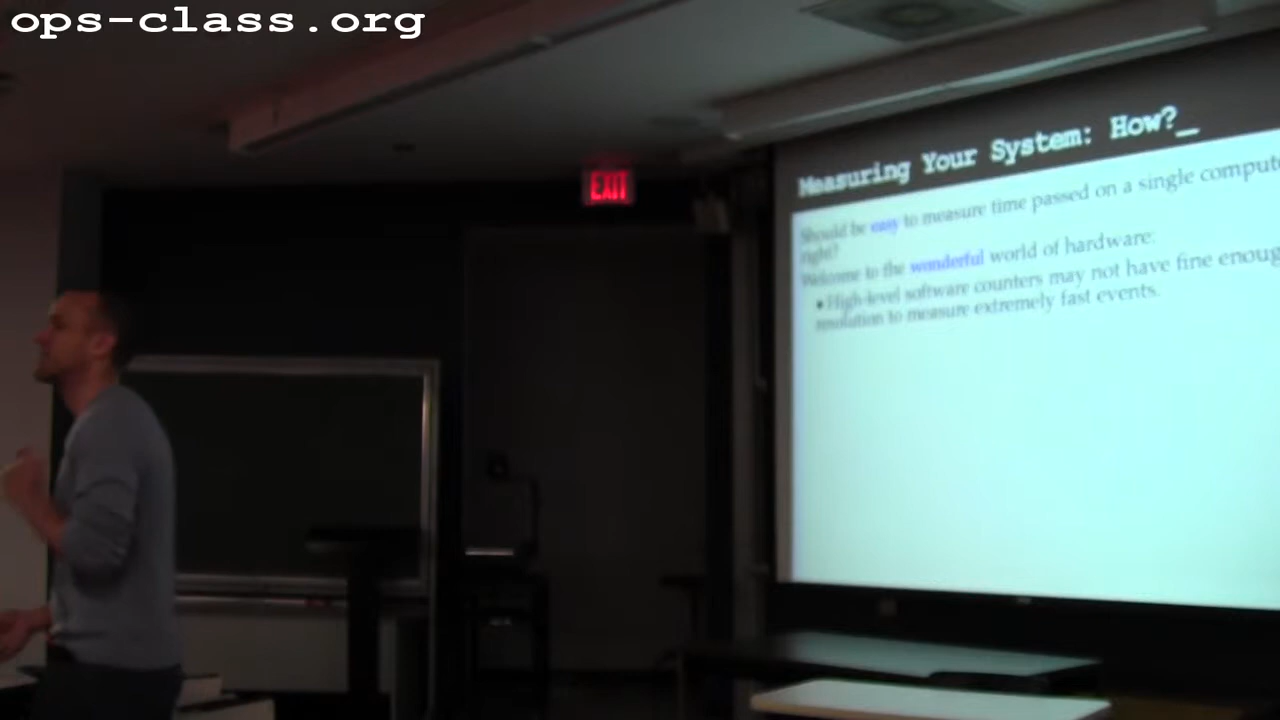 ops-class.org
EXIT
Measuring Your System: How?_
Should be easy to measure time passed on a single
right?
Welcome to the wonderful world of hardware:
• High-level software counters may not have fine
resolution to measure extremely fast events.